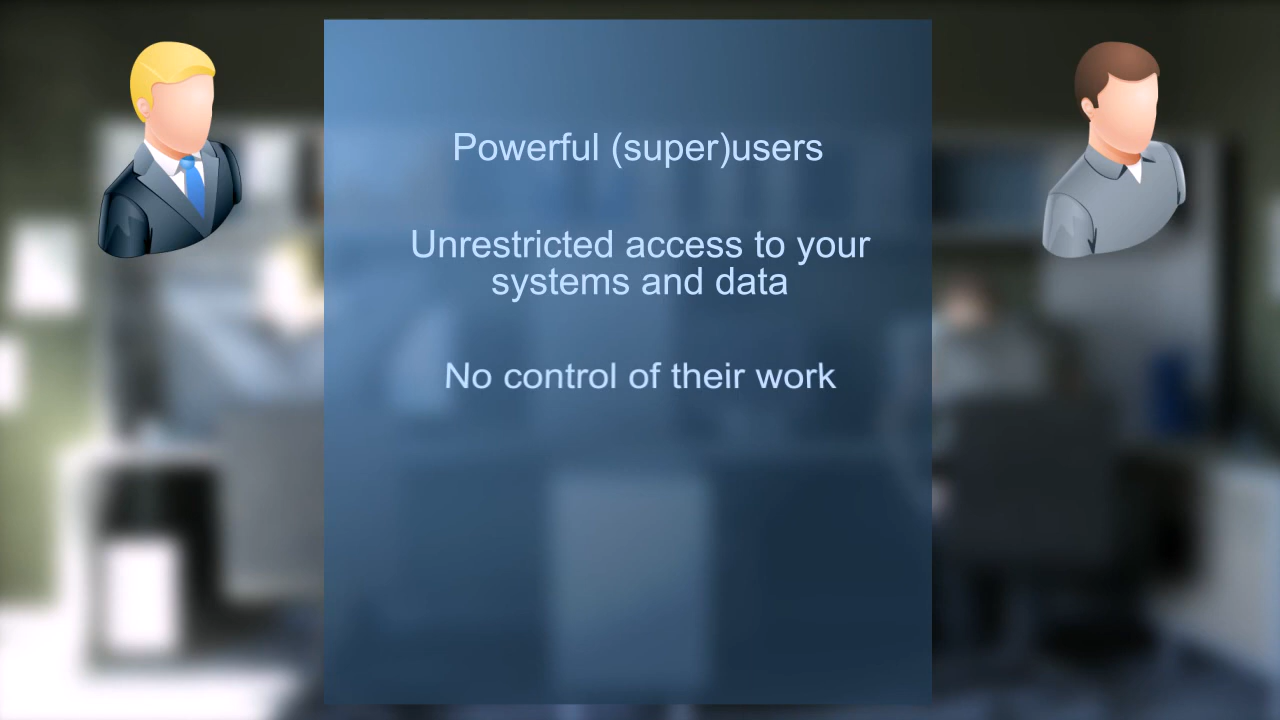 Powerful (super)users
Unrestricted access to your
systems and data
No control of their work